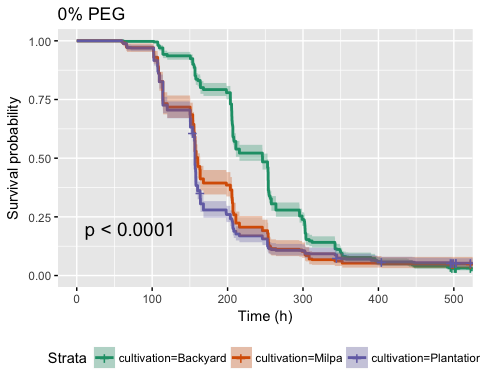 0% PEG
1.00
0.75
0.50
0.25
0.00
Survival probability
p < 0.0001
0 100 200 300 400 500
Time (h)
Strata cultivation=Backyard cultivation=Milpa cultivation=Plantation